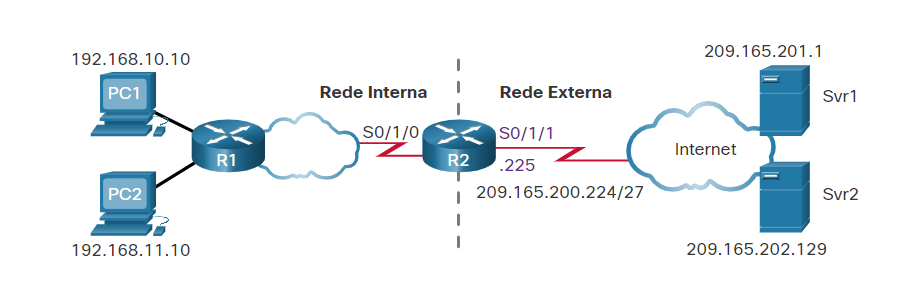 192.168.10.10
PC1
R1
PC2
192.168.11.10
Rede Interna
S0/1/0
R2
Rede Externa
S0/1/1
.225
209.165.200.224/27
Internet
209.165.201.1
Svr1
Svr2
209.165.202.129